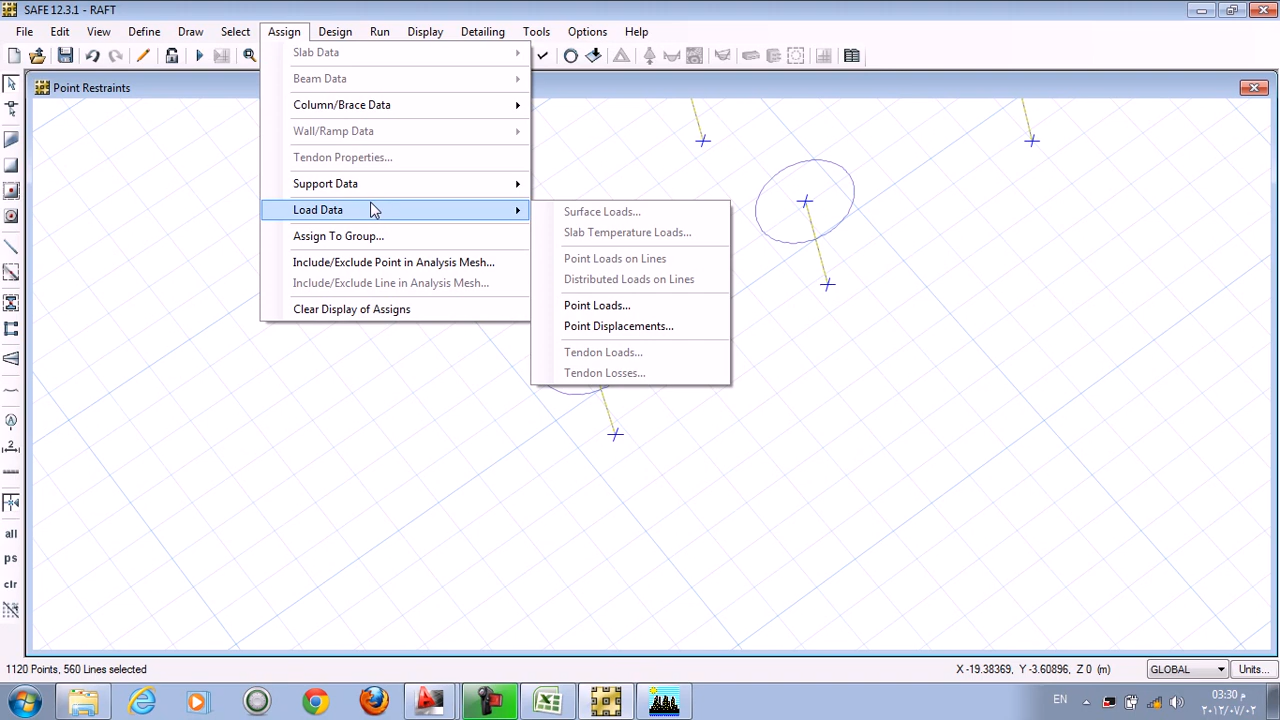 SAFE 12.3.1 - RAFT
File Edit View Define Draw Select Assign Design Run Display Detailing Tools Options Help
Point Restraints
Slab Data
Beam Data
Column/Brace Data
Wall/Ramp Data
Tendon Properties...
Support Data
Load Data
Assign To Group...
Include/Exclude Point in Analysis Mesh...
Include/Exclude Line in Analysis Mesh...
Clear Display of Assigns
Surface Loads...
Slab Temperature Loads...
Point Loads on Lines
Distributed Loads on Lines
Point Loads...
Point Displacements...
Tendon Loads...
Tendon Losses...
all
ps
clr
1120 Points, 560 Lines selected
X -19.38369, Y -3.60896, Z 0 (m)
GLOBAL
Units...
EN
03:30 م
٢٠١٢/٠٧/٠٢